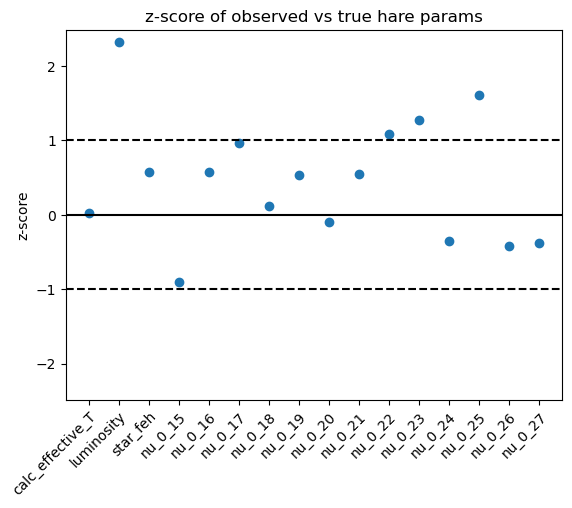 z-score of observed vs true hare params
z-score
2
1
0
−1
−2
calc_effective_T
luminosity
star_feh
nu_0_15
nu_0_16
nu_0_17
nu_0_18
nu_0_19
nu_0_20
nu_0_21
nu_0_22
nu_0_23
nu_0_24
nu_0_25
nu_0_26
nu_0_27